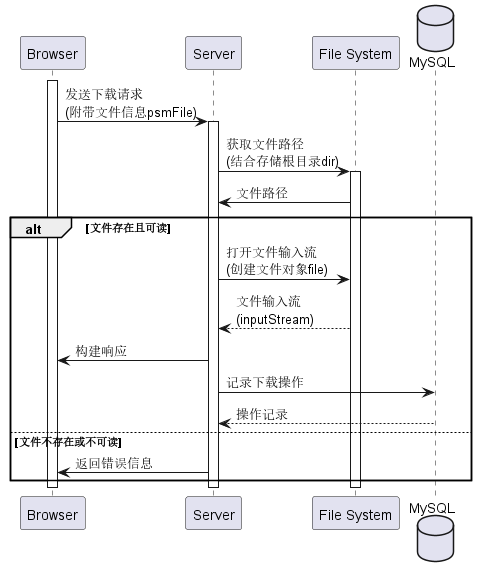 Browser
Server
File System
MySQL
发送下载请求
(附带文件信息psmFile)
获取文件路径
(结合存储根目录dir)
文件路径
alt
[文件存在且可读]
打开文件输入流
(创建文件对象file)
文件输入流
(inputStream)
构建响应
记录下载操作
操作记录
[文件不存在或不可读]
返回错误信息
Browser
Server
File System
MySQL